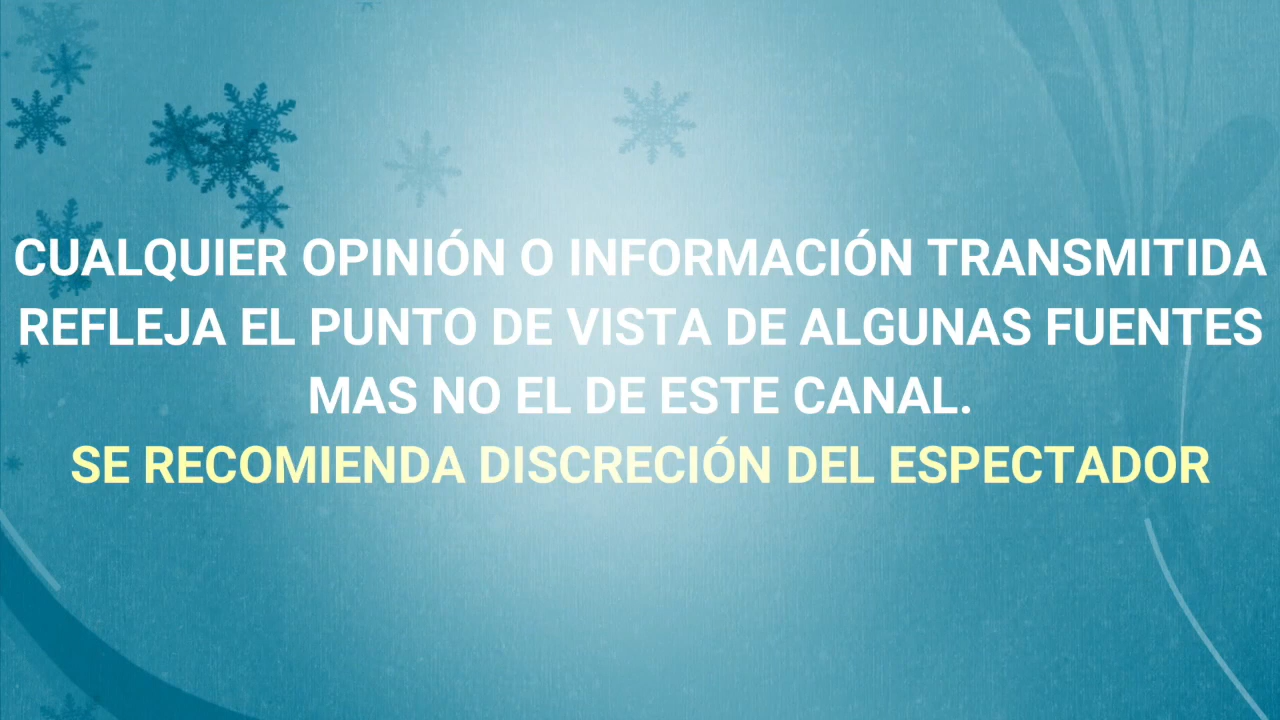 CUALQUIER OPINIÓN O INFORMACIÓN TRANSMITIDA
REFLEJA EL PUNTO DE VISTA DE ALGUNAS FUENTES
MAS NO EL DE ESTE CANAL.
SE RECOMIENDA DISCRECIÓN DEL ESPECTADOR